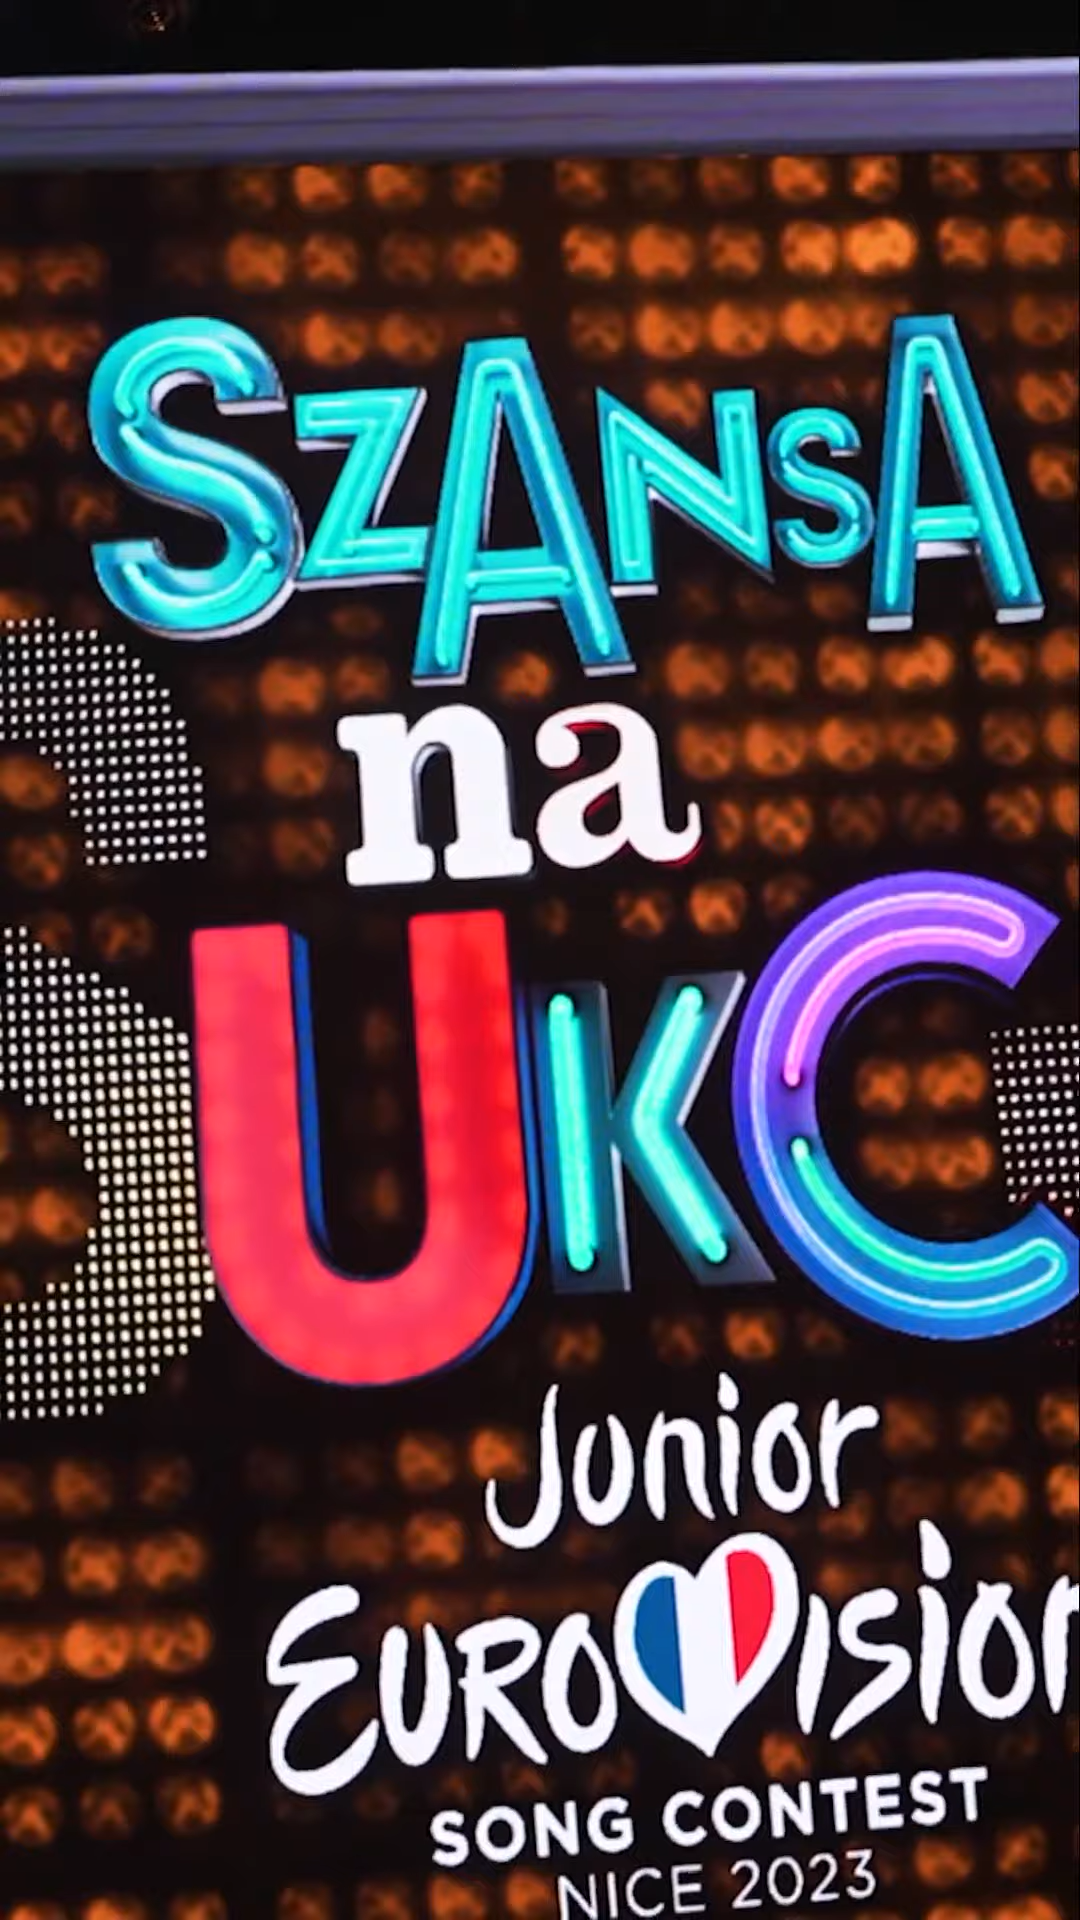 SZANSA
na
UKC
Junior
EUROVISION
SONG CONTEST
NICE 2023